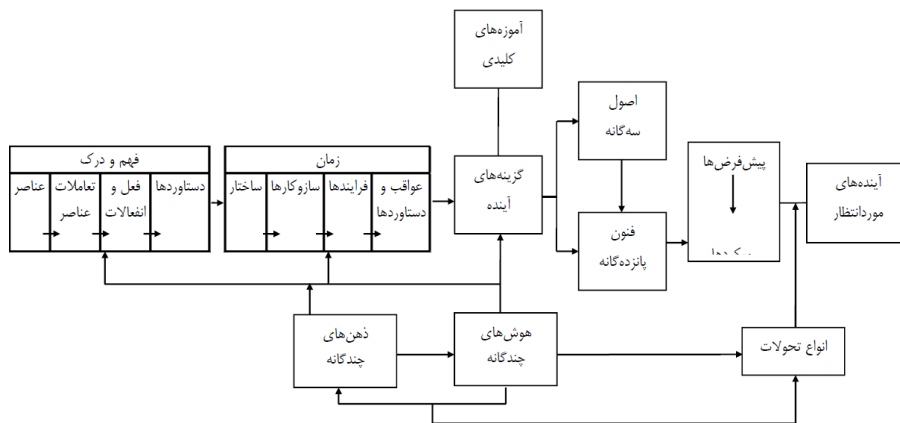 آموزه‌های
کلیدی
اصول
سه‌گانه
فهم و درک
زمان
گزینه‌های
آینده
پیش‌فرض‌ها
آینده‌های
موردانتظار
عناصر
تعاملات
عناصر
فعل و
انفعالات
دستاوردها
ساختار
سازوکارها
فرایندها
عواقب و
دستاوردها
فنون
پانزده‌گانه
ذهن‌های
چندگانه
هوش‌های
چندگانه
انواع تحولات